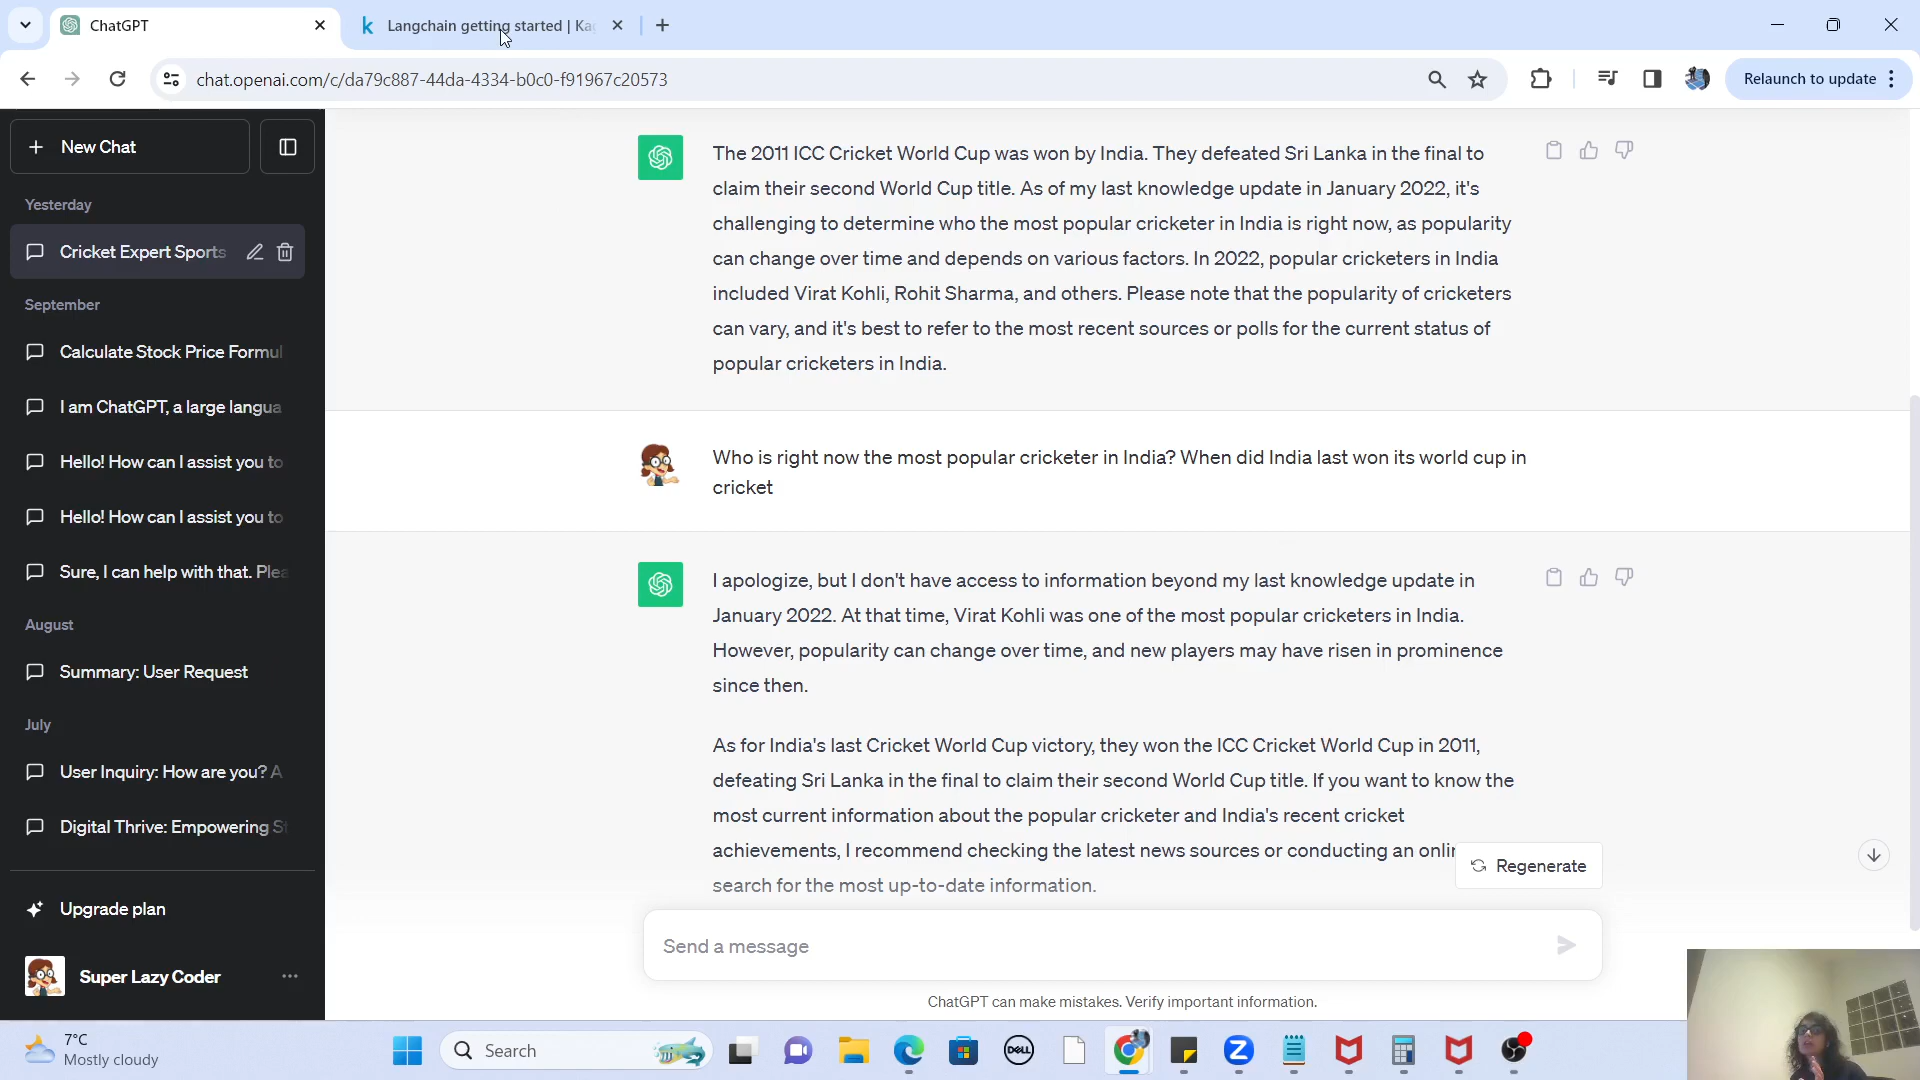 ChatGPT
Langchain getting started | Kag
chat.openai.com/c/da79c887-44da-4334-b0c0-f91967c20573
Relaunch to update
New Chat
Yesterday
Cricket Expert Sports
September
Calculate Stock Price Formul
I am ChatGPT, a large langua
Hello! How can I assist you to
Hello! How can I assist you to
Sure, I can help with that. Plea
August
Summary: User Request
July
User Inquiry: How are you? A
Digital Thrive: Empowering St
Upgrade plan
Super Lazy Coder
The 2011 ICC Cricket World Cup was won by India. They defeated Sri Lanka in the final to
claim their second World Cup title. As of my last knowledge update in January 2022, it's
challenging to determine who the most popular cricketer in India is right now, as popularity
can change over time and depends on various factors. In 2022, popular cricketers in India
included Virat Kohli, Rohit Sharma, and others. Please note that the popularity of cricketers
can vary, and it's best to refer to the most recent sources or polls for the current status of
popular cricketers in India.
Who is right now the most popular cricketer in India? When did India last won its world cup in
cricket
I apologize, but I don't have access to information beyond my last knowledge update in
January 2022. At that time, Virat Kohli was one of the most popular cricketers in India.
However, popularity can change over time, and new players may have risen in prominence
since then.
As for India's last Cricket World Cup victory, they won the ICC Cricket World Cup in 2011,
defeating Sri Lanka in the final to claim their second World Cup title. If you want to know the
most current information about the popular cricketer and India's recent cricket
achievements, I recommend checking the latest news sources or conducting an onlin
search for the most up-to-date information.
Regenerate
Send a message
ChatGPT can make mistakes. Verify important information.
7°C
Mostly cloudy
Search
DELL